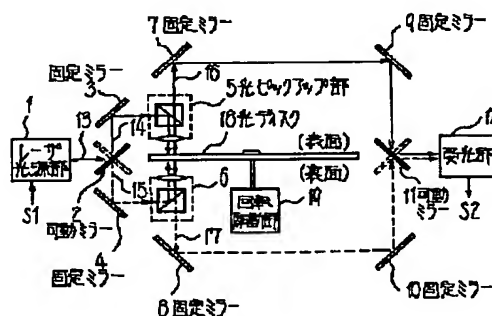 7 固定ミラー
9 固定ミラー
固定ミラー
3
16
5 光ピックアップ部
18 光ディスク
1
13
14
レーザ
光源部
(表面)
(裏面)
12
受光部
S1
2
可動ミラー
15
6
回転
制御部
19
11 可動ミラー
S2
4
固定ミラー
17
8 固定ミラー
10 固定ミラー